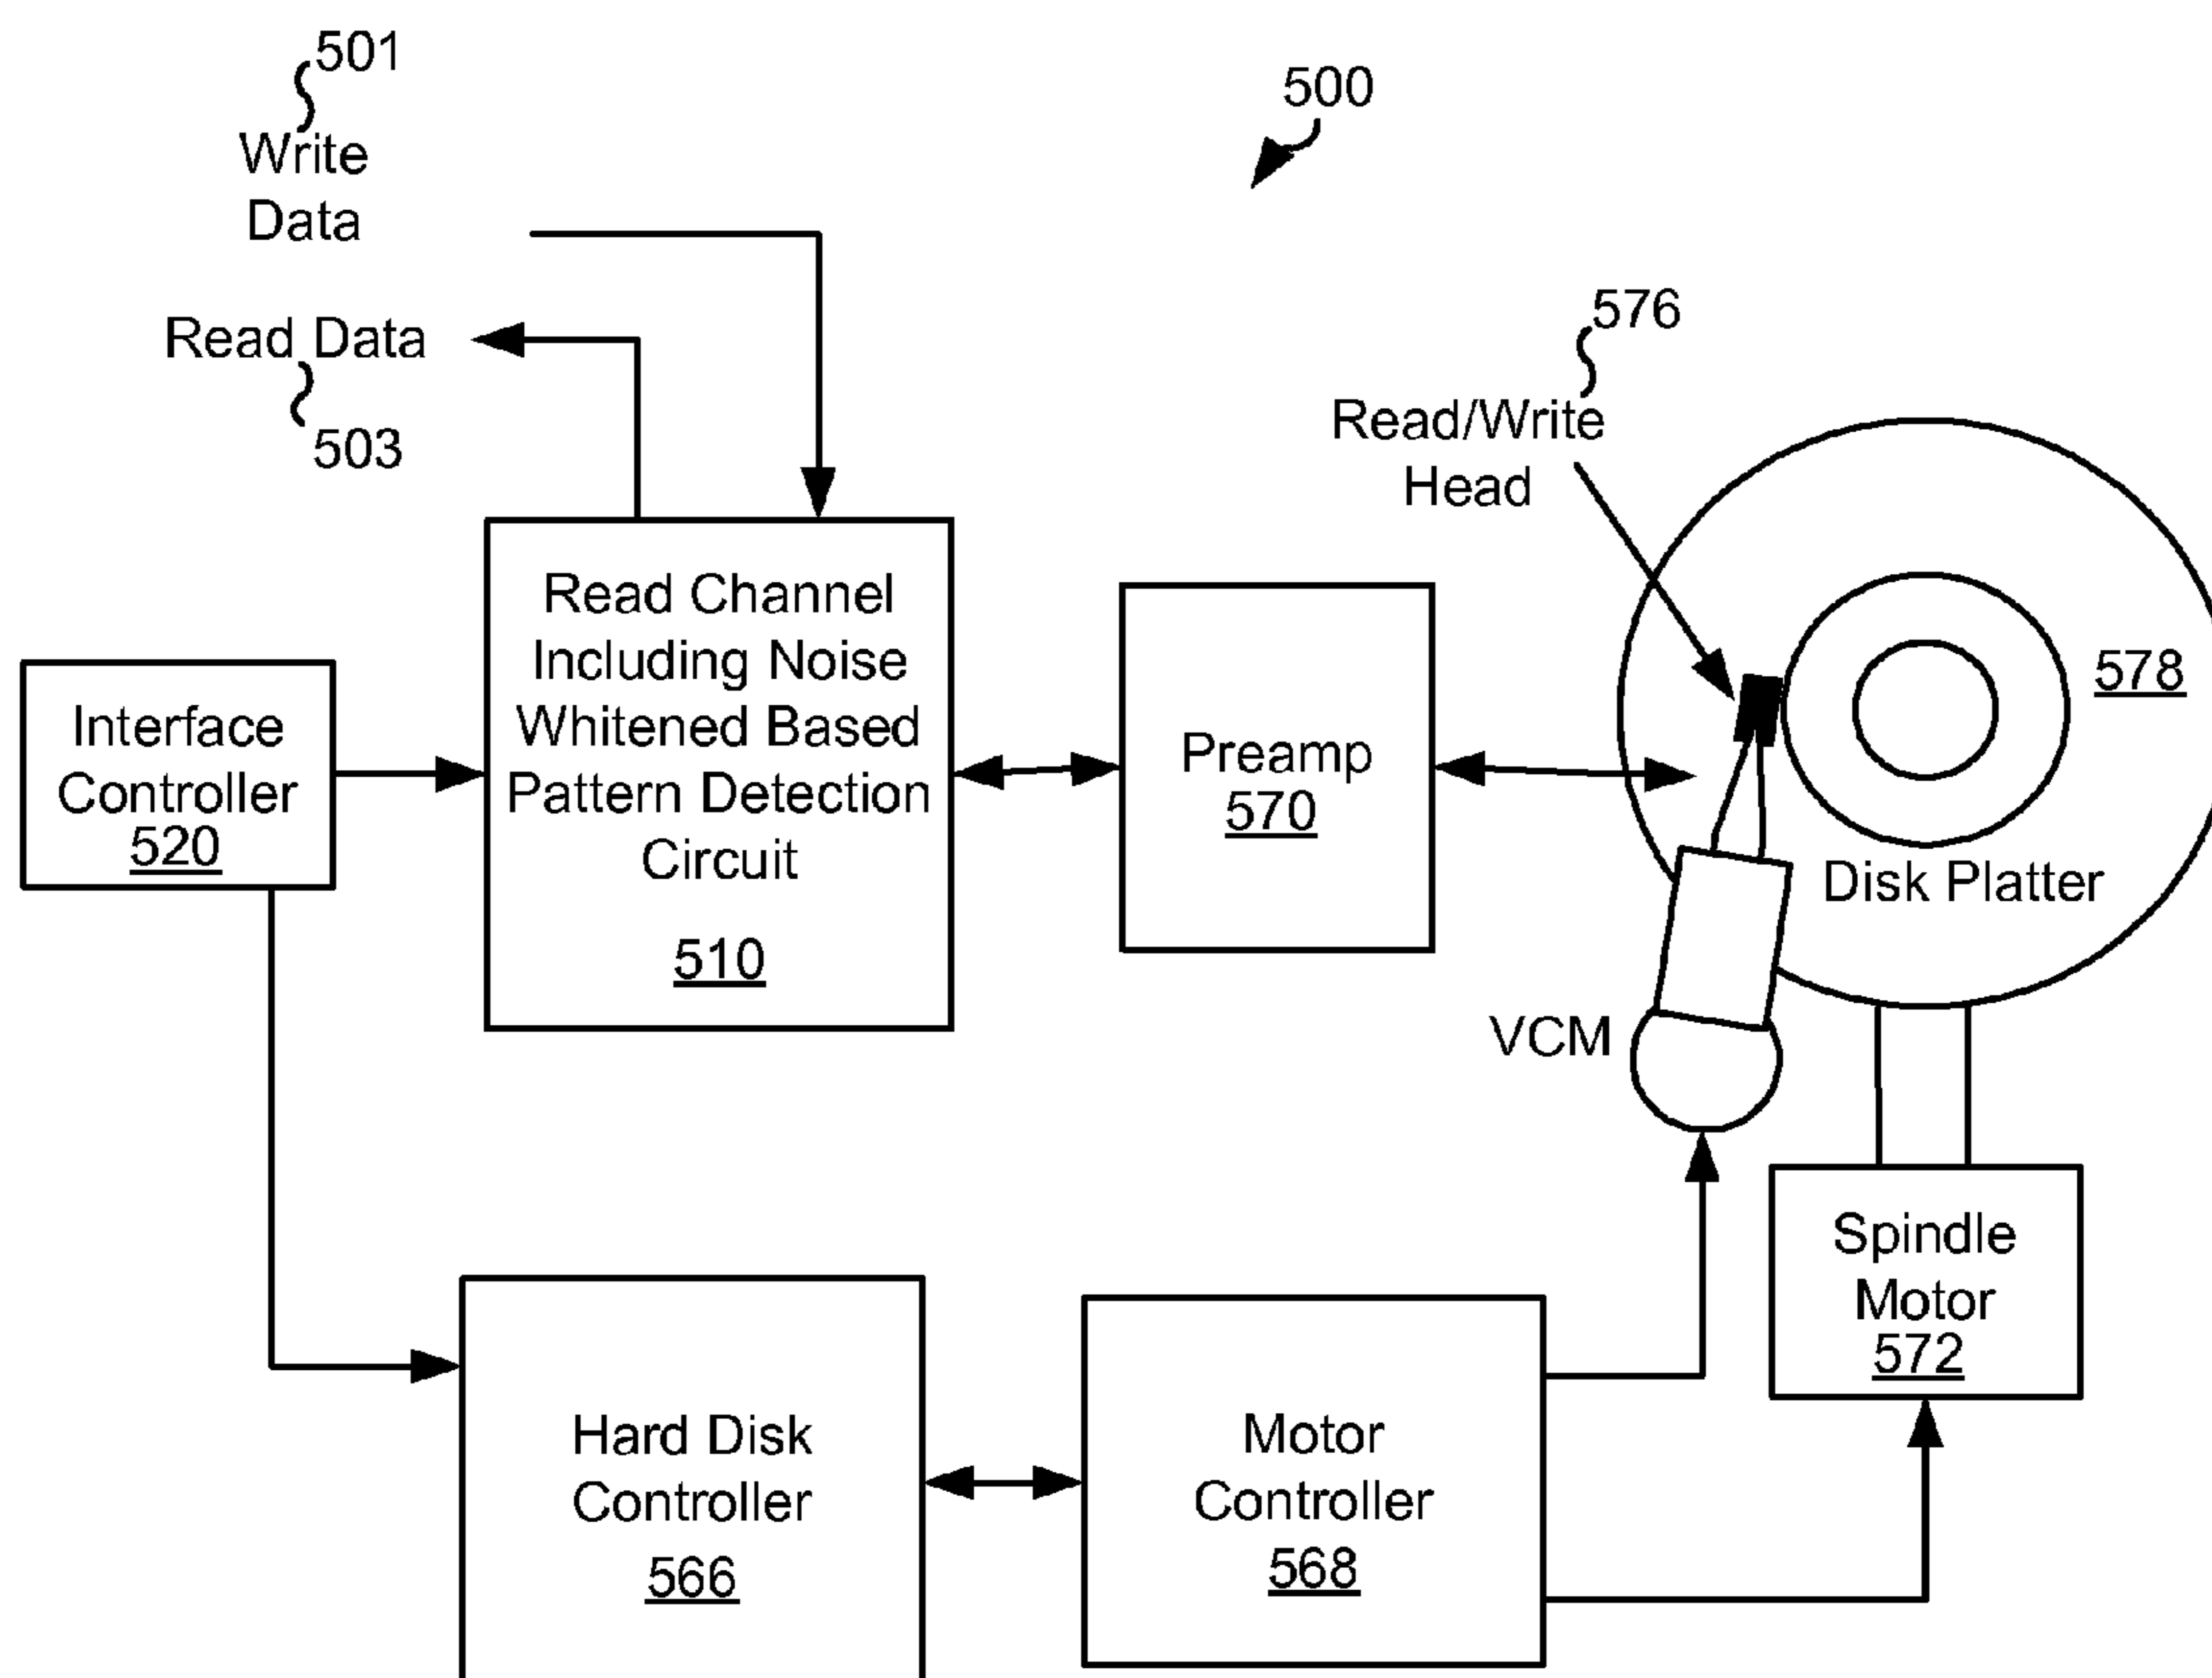 501
Write
Data
500
Read Data
503
576
Read/Write
Head
578
Read Channel
Including Noise
Whitened Based
Pattern Detection
Circuit
510
Interface
Controller
520
Preamp
570
Disk Platter
VCM
Spindle
Motor
572
Hard Disk
Controller
566
Motor
Controller
568